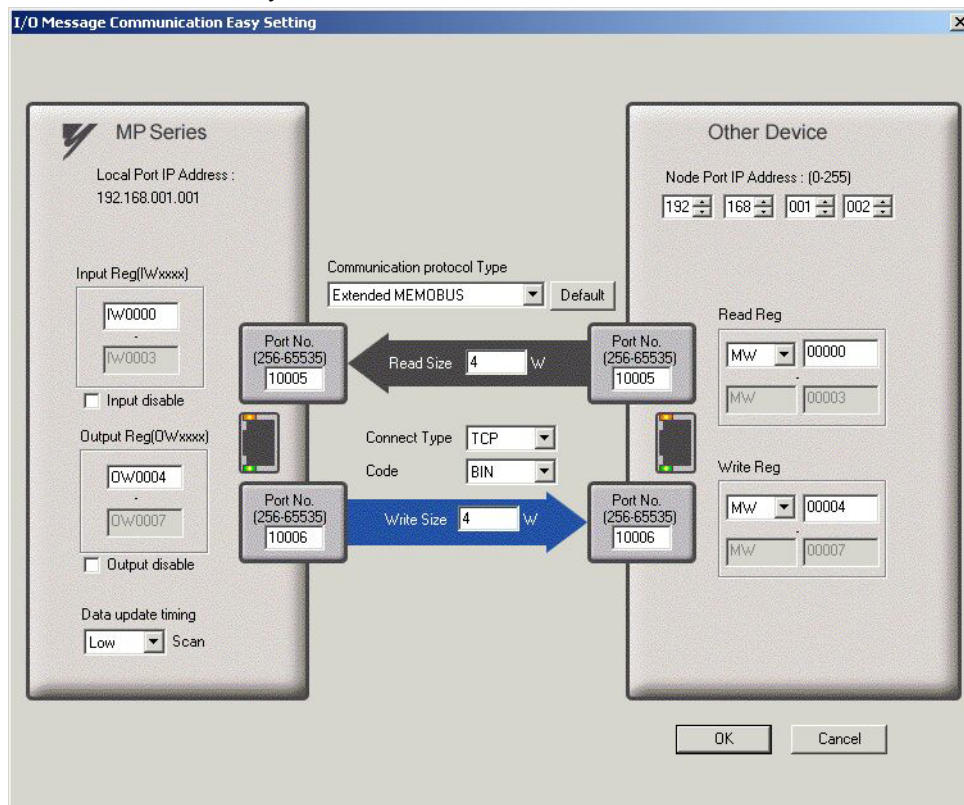 I/O Message Communication Easy Setting
MP Series
Local Port IP Address :
192.168.001.001
Input Reg(IWxxxx)
IW0000
-
IW0003
Input disable
Output Reg(OWxxxx)
OW0004
-
OW0007
Output disable
Data update timing
Low Scan
Communication protocol Type
Extended MEMOBUS Default
Port No.
(256-65535)
10005
Read Size 4 W
Port No.
(256-65535)
10005
Connect Type TCP
Code BIN
Port No.
(256-65535)
10006
Write Size 4 W
Port No.
(256-65535)
10006
Other Device
Node Port IP Address : (0-255)
192 168 001 002
Read Reg
MW 00000
-
MW 00003
Write Reg
MW 00004
-
MW 00007
OK Cancel